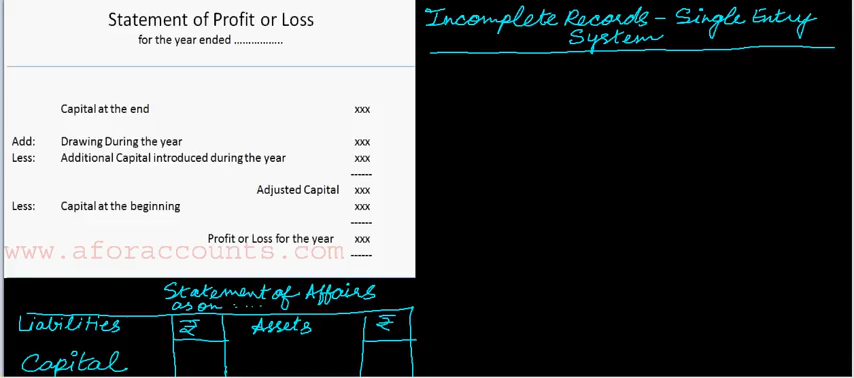 Statement of Profit or Loss
for the year ended ................
Capital at the end xxx
Add: Drawing During the year xxx
Less: Additional Capital introduced during the year xxx
------
Adjusted Capital xxx
Less: Capital at the beginning xxx
------
Profit or Loss for the year xxx
------
www.aforaccounts.com
Incomplete Records - Single Entry
System
Statement of Affairs
as on .....
Liabilities ₹ Assets ₹
Capital